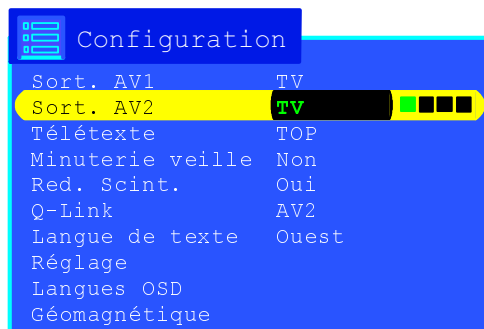 Configuration
Sort. AV1 TV
Sort. AV2 TV
Télétexte TOP
Minuterie veille Non
Red. Scint. Oui
Q-Link AV2
Langue de texte Ouest
Réglage
Langues OSD
Géomagnétique